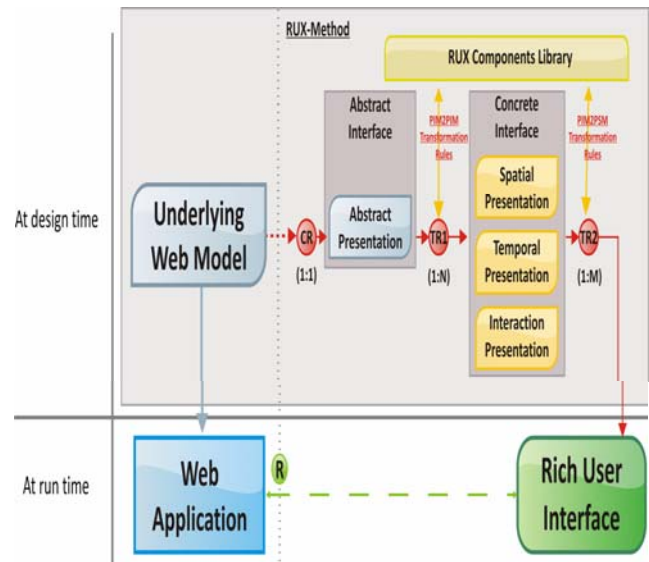 RUX-Method
RUX Components Library
Abstract
Interface
PIM2PIM
Transformation
Rules
Concrete
Interface
PIM2PSM
Transformation
Rules
Spatial
Presentation
At design time
Underlying
Web Model
CR
(1:1)
Abstract
Presentation
TR1
(1:N)
Temporal
Presentation
TR2
(1:M)
Interaction
Presentation
At run time
Web
Application
R
Rich User
Interface